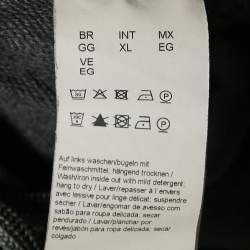 BR INT MX
GG XL EG
VE
EG
Auf links waschen/bügeln mit
Feinwaschmittel, hängend trocknen /
Wash/iron inside out with mild detergent;
hang to dry / Laver/repasser à l'envers
avec une lessive pour linge délicat: suspendre
sécher / Lavar/engomar de avesso com
sabão para roupa delicada, secar
pendurado / Lavar/planchar por
revés/jabón para ropa delicada; secar
colgado